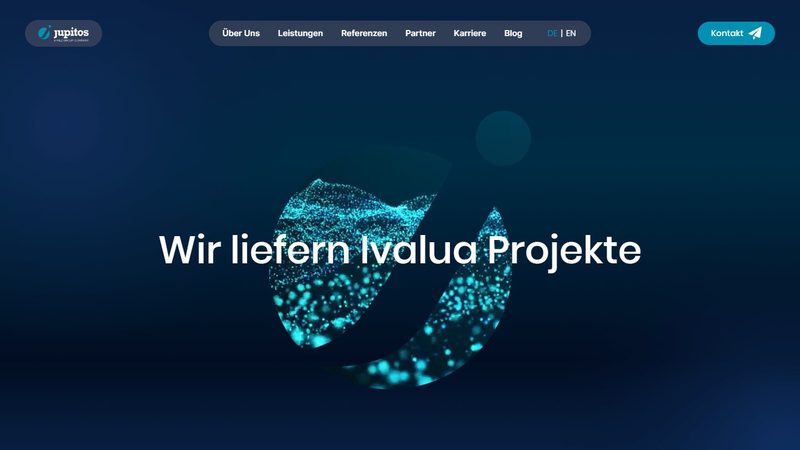 jupitos
Über Uns
Leistungen
Referenzen
Partner
Karriere
Blog
DE | EN
Kontakt
Wir liefern Ivalua Projekte